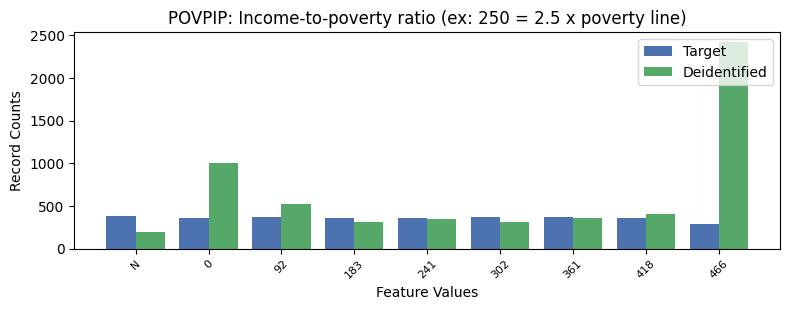 POVPIP: Income-to-poverty ratio (ex: 250 = 2.5 x poverty line)
2500
2000
1500
1000
500
0
Record Counts
Target
Deidentified
N 0 92 183 241 302 361 418 466
Feature Values